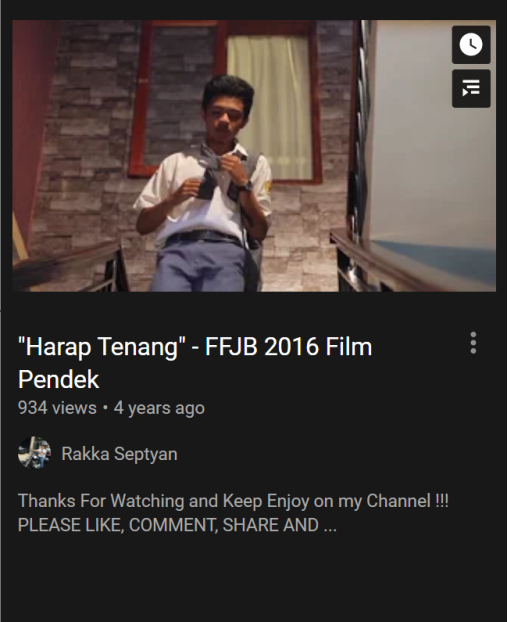 "Harap Tenang" - FFJB 2016 Film
Pendek
934 views • 4 years ago
Rakka Septyan
Thanks For Watching and Keep Enjoy on my Channel !!!
PLEASE LIKE, COMMENT, SHARE AND ...